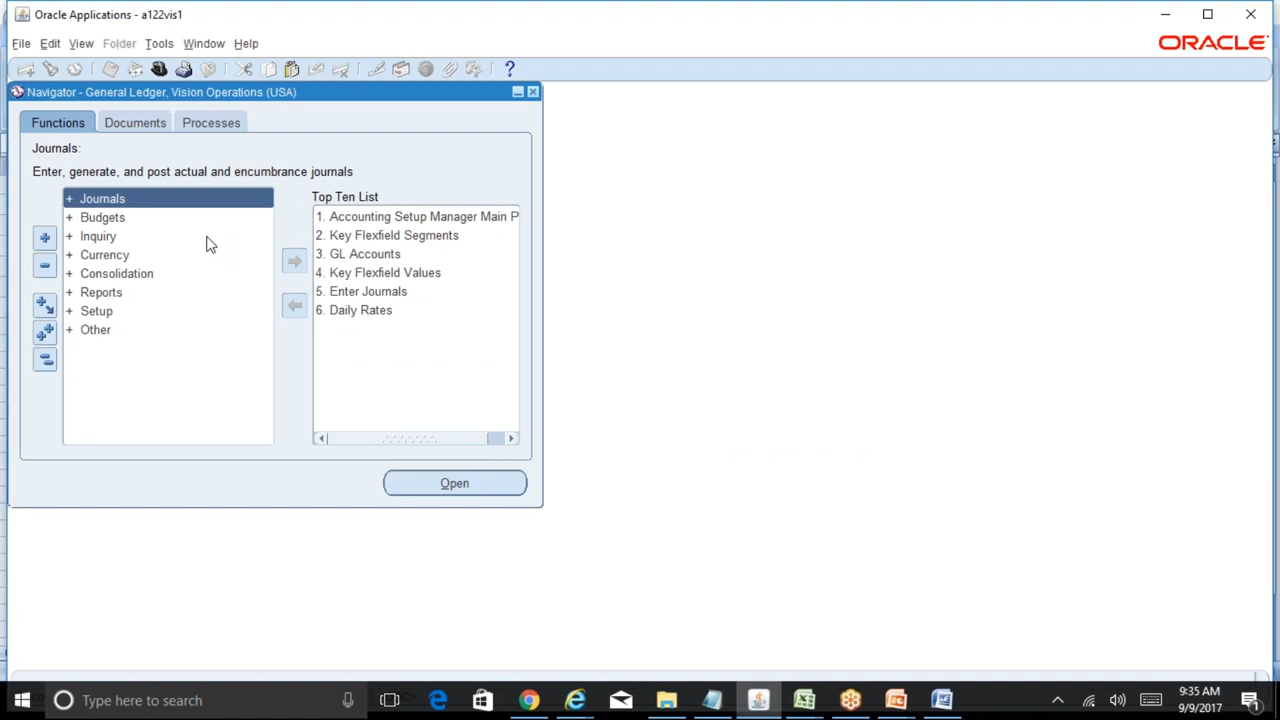 Oracle Applications - a122vis1
File Edit View Folder Tools Window Help
ORACLE
Navigator - General Ledger, Vision Operations (USA)
Functions Documents Processes
Journals:
Enter, generate, and post actual and encumbrance journals
+ Journals
+ Budgets
+ Inquiry
+ Currency
+ Consolidation
+ Reports
+ Setup
+ Other
Top Ten List
1. Accounting Setup Manager Main P
2. Key Flexfield Segments
3. GL Accounts
4. Key Flexfield Values
5. Enter Journals
6. Daily Rates
Open
Type here to search
9:35 AM
9/9/2017